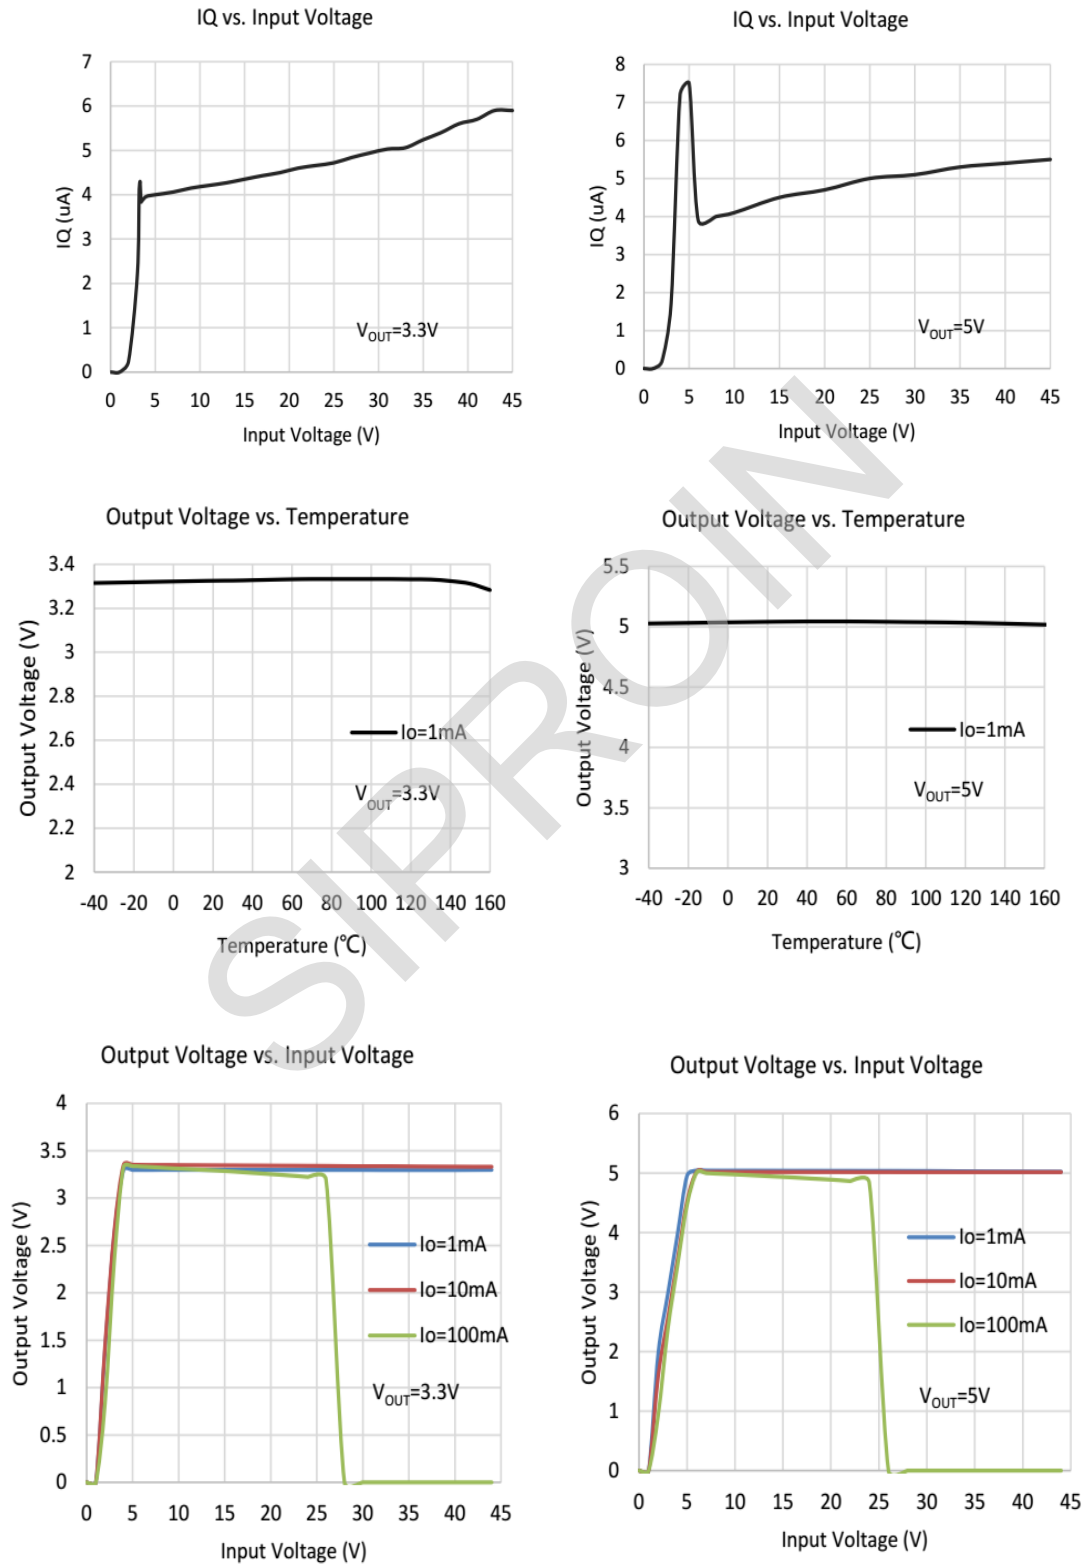 IQ vs. Input Voltage
7
6
5
4
3
2
1
0
IQ (uA)
V_OUT=3.3V
0 5 10 15 20 25 30 35 40 45
Input Voltage (V)
IQ vs. Input Voltage
8
7
6
5
4
3
2
1
0
IQ (uA)
V_OUT=5V
0 5 10 15 20 25 30 35 40 45
Input Voltage (V)
Output Voltage vs. Temperature
3.4
3.2
3
2.8
2.6
2.4
2.2
2
Output Voltage (V)
Io=1mA
V_OUT=3.3V
-40 -20 0 20 40 60 80 100 120 140 160
Temperature (℃)
Output Voltage vs. Temperature
5.5
5
4.5
4
3.5
3
Output Voltage (V)
Io=1mA
V_OUT=5V
-40 -20 0 20 40 60 80 100 120 140 160
Temperature (℃)
Output Voltage vs. Input Voltage
4
3.5
3
2.5
2
1.5
1
0.5
0
Output Voltage (V)
Io=1mA
Io=10mA
Io=100mA
V_OUT=3.3V
0 5 10 15 20 25 30 35 40 45
Input Voltage (V)
Output Voltage vs. Input Voltage
6
5
4
3
2
1
0
Output Voltage (V)
Io=1mA
Io=10mA
Io=100mA
V_OUT=5V
0 5 10 15 20 25 30 35 40 45
Input Voltage (V)
SIPROIN